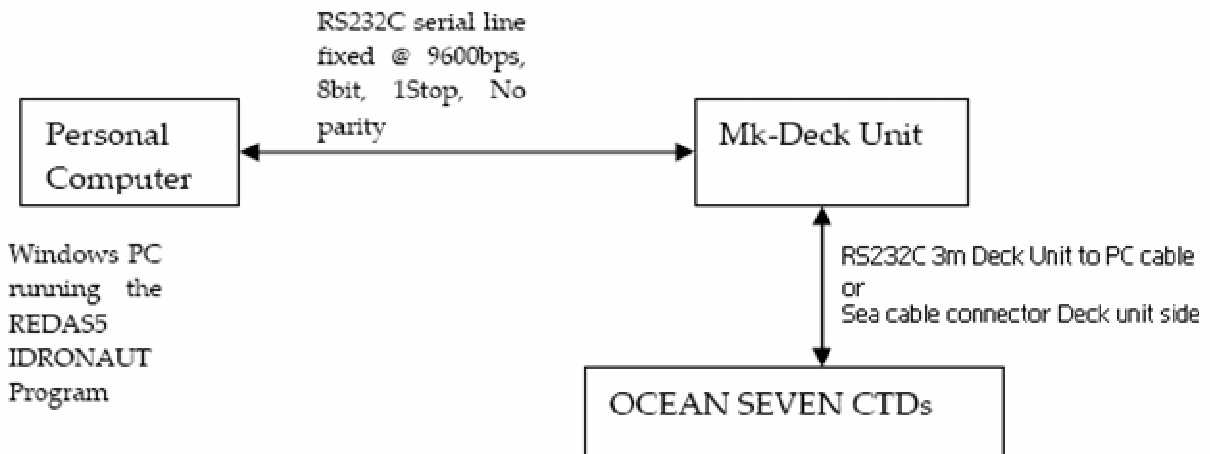 RS232C serial line
fixed @ 9600bps,
8bit, 1Stop, No
parity
Personal
Computer
Mk-Deck Unit
Windows PC
running the
REDAS5
IDRONAUT
Program
RS232C 3m Deck Unit to PC cable
or
Sea cable connector Deck unit side
OCEAN SEVEN CTDs